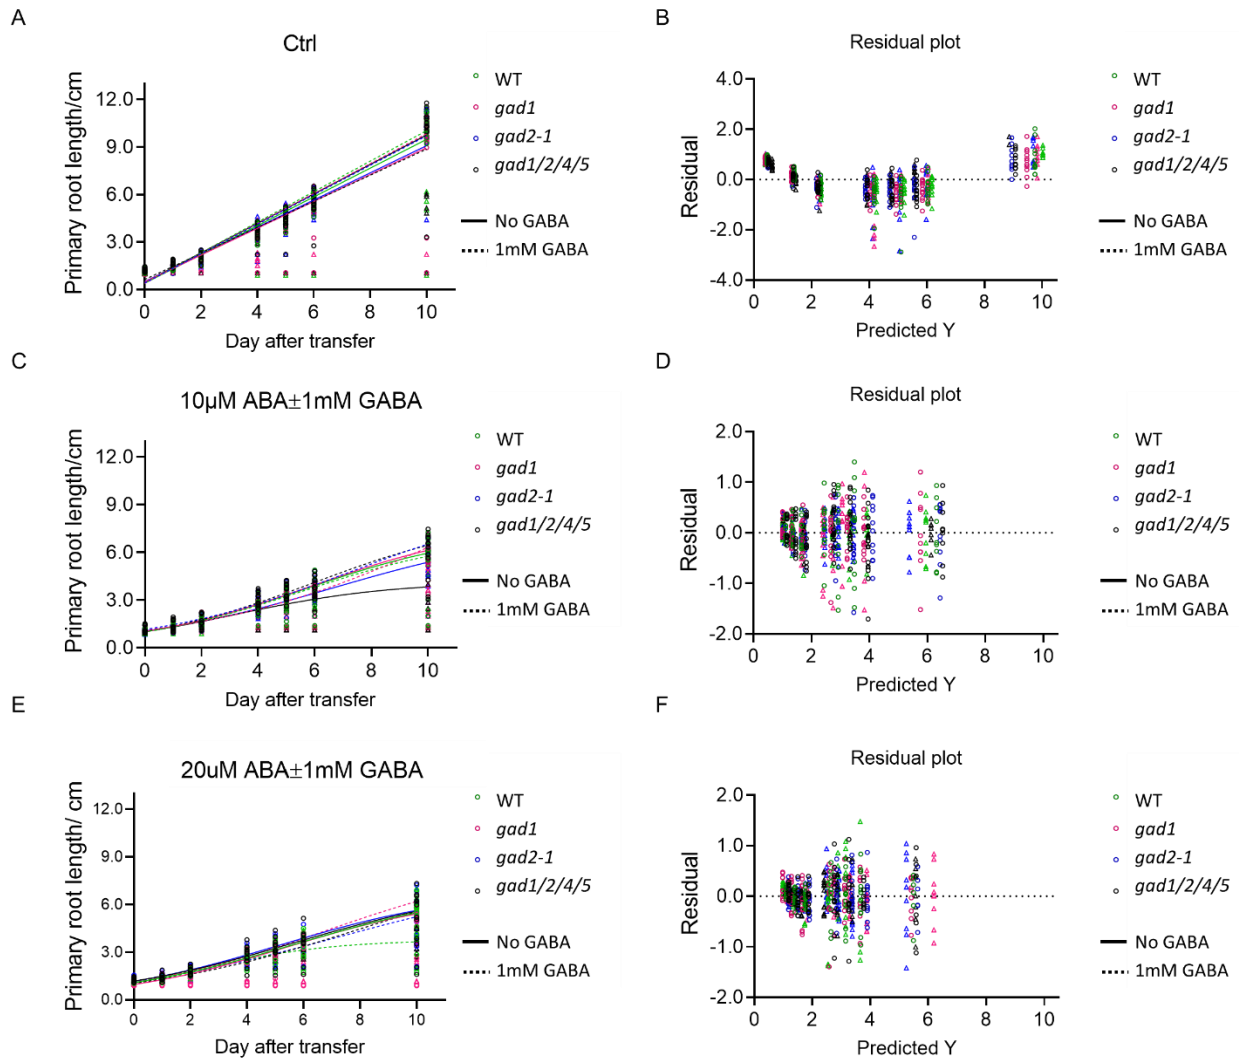 A
Ctrl
Primary root length/cm
12.0
9.0
6.0
3.0
0.0
0 2 4 6 8 10
Day after transfer
WT
gad1
gad2-1
gad1/2/4/5
No GABA
1mM GABA
B
Residual plot
Residual
4.0
2.0
0.0
-2.0
-4.0
0 2 4 6 8 10
Predicted Y
WT
gad1
gad2-1
gad1/2/4/5
No GABA
1mM GABA
C
10μM ABA±1mM GABA
Primary root length/cm
12.0
9.0
6.0
3.0
0.0
0 2 4 6 8 10
Day after transfer
WT
gad1
gad2-1
gad1/2/4/5
No GABA
1mM GABA
D
Residual plot
Residual
2.0
1.0
0.0
-1.0
-2.0
0 2 4 6 8 10
Predicted Y
WT
gad1
gad2-1
gad1/2/4/5
No GABA
1mM GABA
E
20uM ABA±1mM GABA
Primary root length/ cm
12.0
9.0
6.0
3.0
0.0
0 2 4 6 8 10
Day after transfer
WT
gad1
gad2-1
gad1/2/4/5
No GABA
1mM GABA
F
Residual plot
Residual
2.0
1.0
0.0
-1.0
-2.0
0 2 4 6 8 10
Predicted Y
WT
gad1
gad2-1
gad1/2/4/5
No GABA
1mM GABA